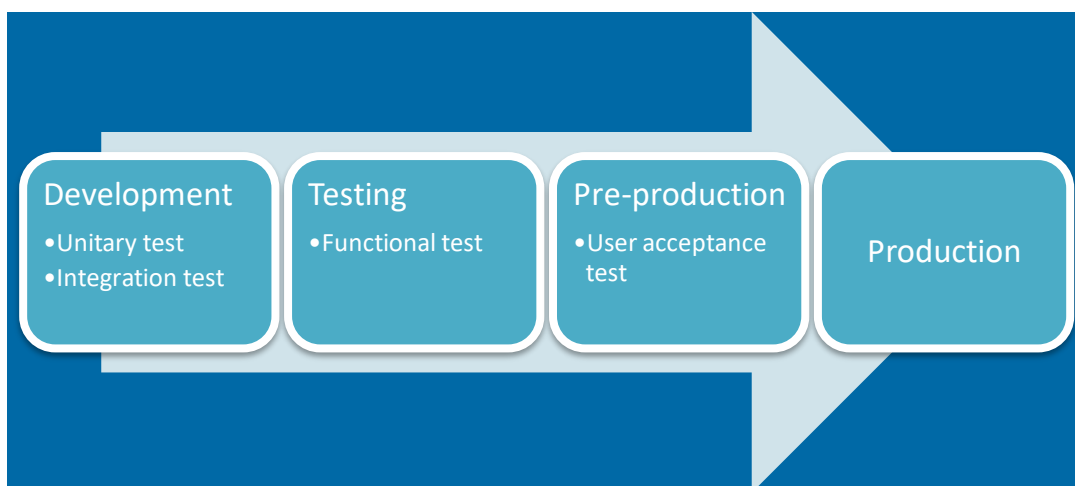 Development
•Unitary test
•Integration test
Testing
•Functional test
Pre-production
•User acceptance
test
Production